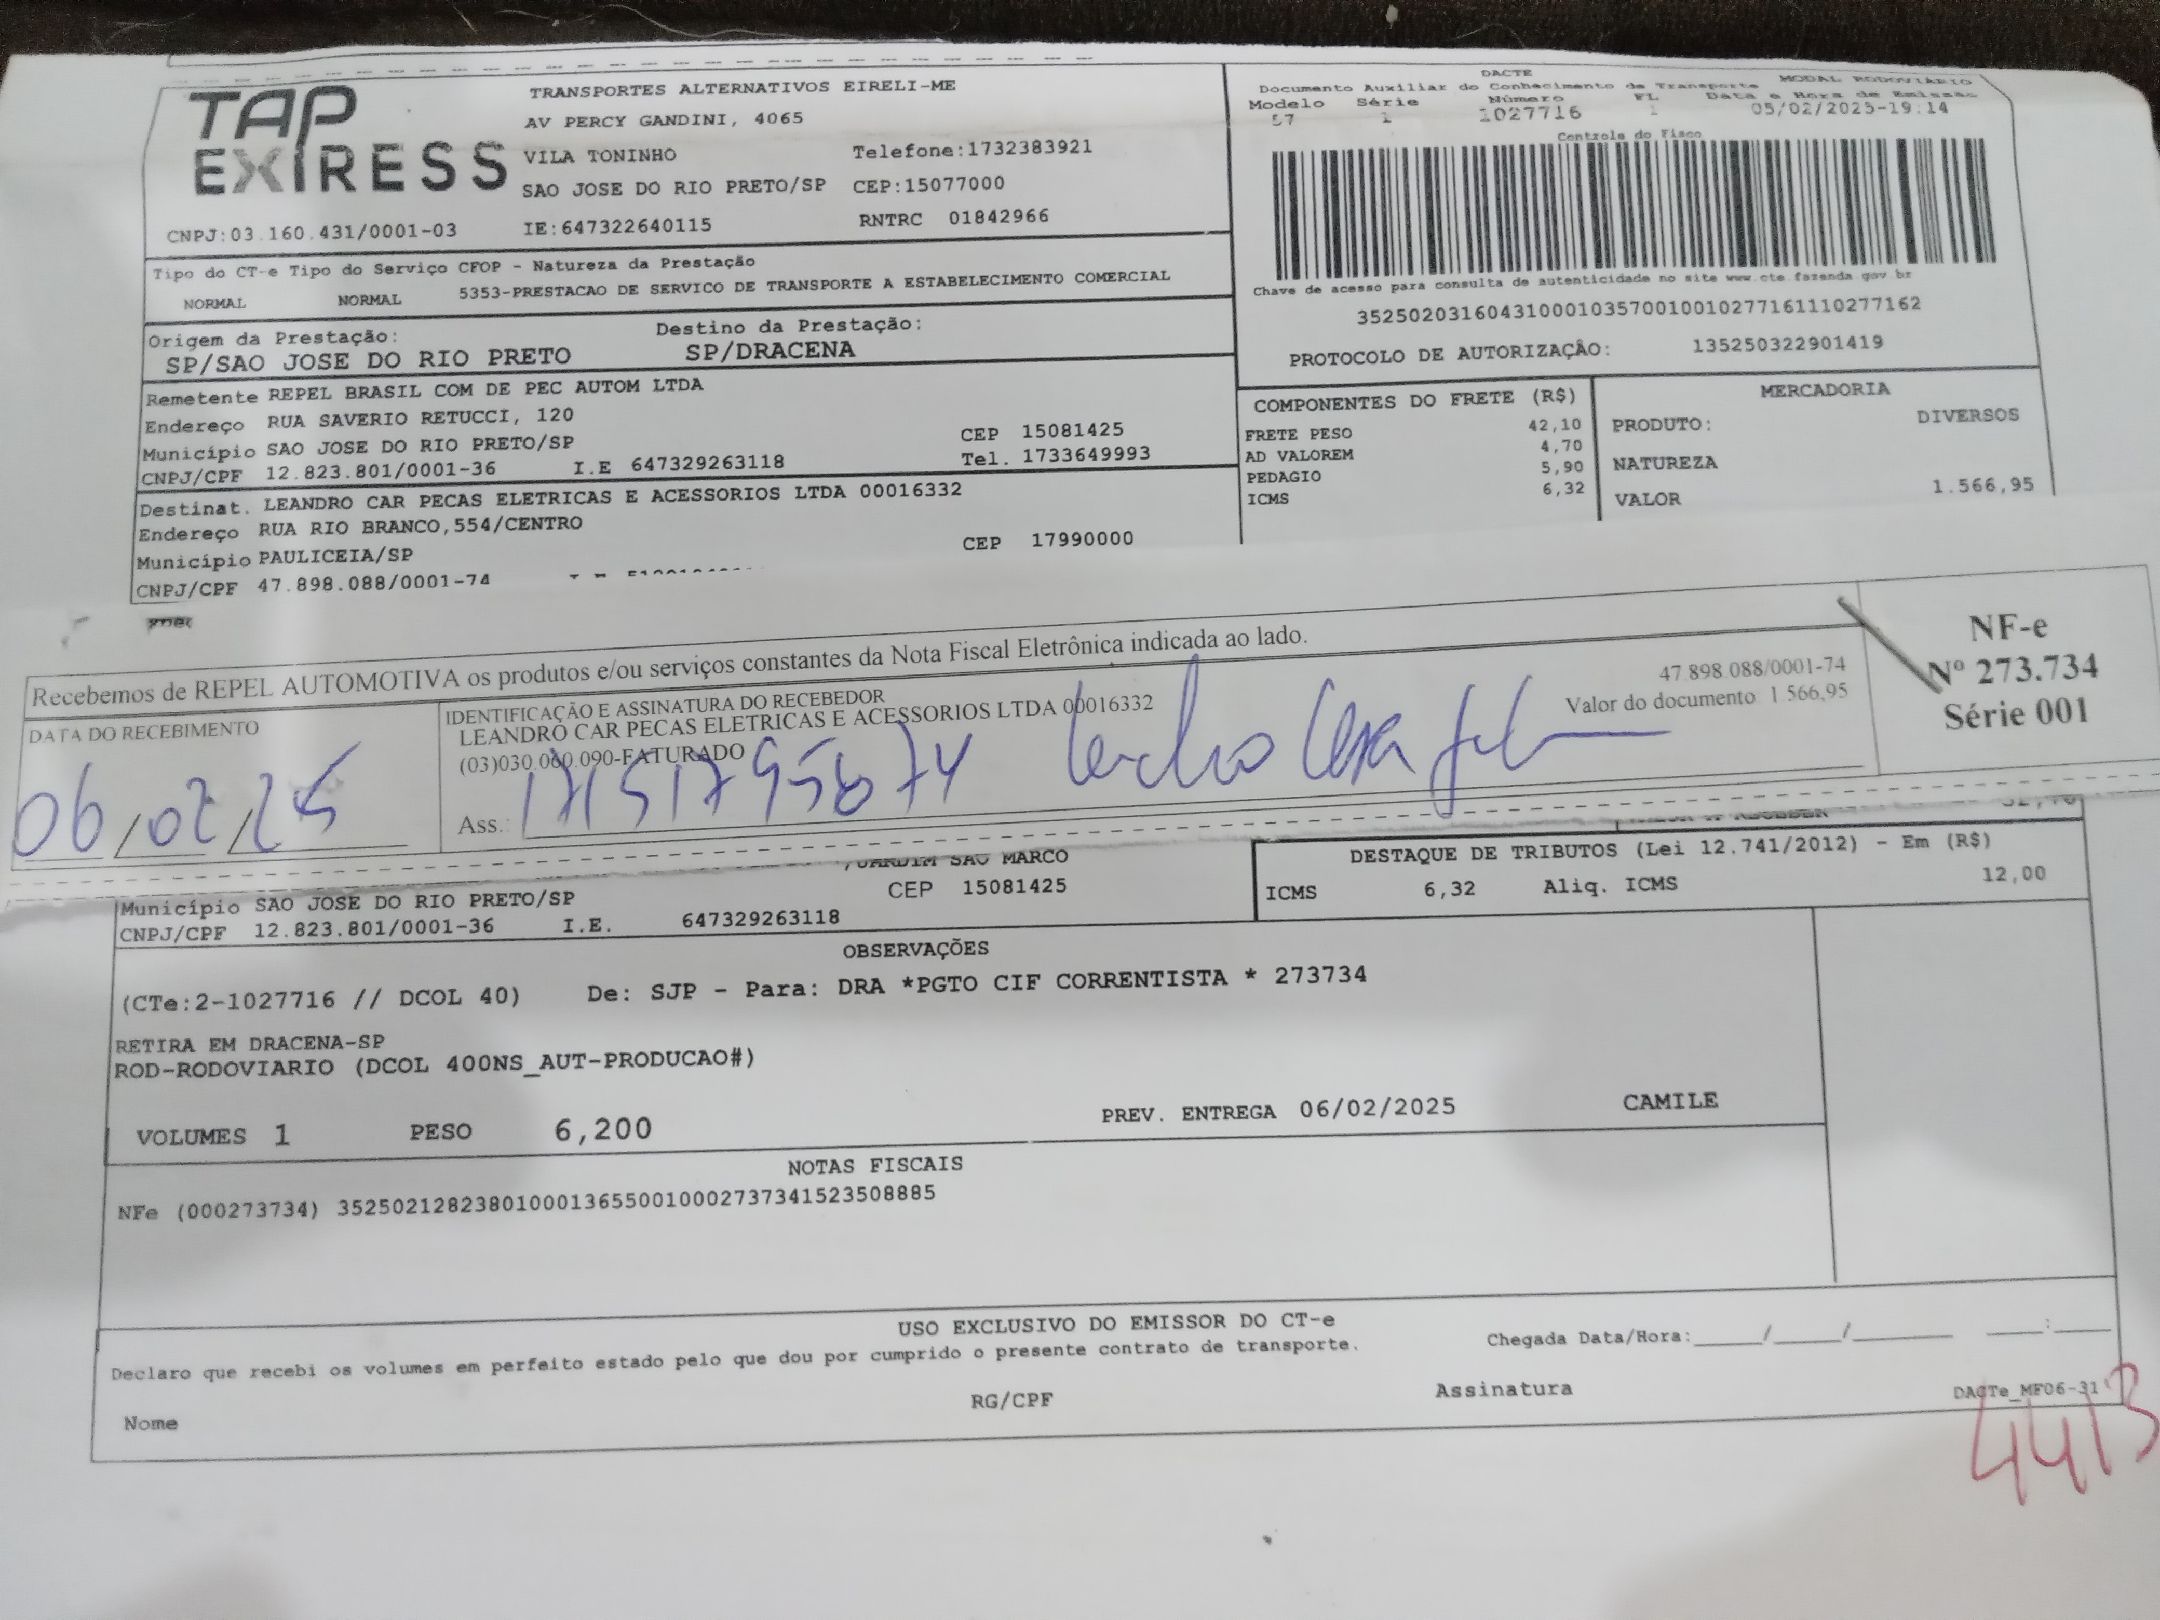 TAP EXPRESS
TRANSPORTES ALTERNATIVOS EIRELI-ME
AV PERCY GANDINI, 4065
VILA TONINHO Telefone:1732383921
SAO JOSE DO RIO PRETO/SP CEP:15077000
CNPJ:03.160.431/0001-03 IE:647322640115 RNTRC 01842966
DACTE MODAL RODOVIÁRIO
Documento Auxiliar do Conhecimento de Transporte
Modelo Série Número FL Data e Hora de Emissão
57 1 1027716 1 05/02/2025-19:14
Controle do Fisco
Chave de acesso para consulta de autenticidade no site www.cte.fazenda.gov.br
35250203160431000103570010010277161110277162
PROTOCOLO DE AUTORIZAÇÃO: 135250322901419
Tipo do CT-e Tipo do Serviço CFOP - Natureza da Prestação
NORMAL NORMAL 5353-PRESTACAO DE SERVICO DE TRANSPORTE A ESTABELECIMENTO COMERCIAL
Origem da Prestação: Destino da Prestação:
SP/SAO JOSE DO RIO PRETO SP/DRACENA
Remetente REPEL BRASIL COM DE PEC AUTOM LTDA
Endereço RUA SAVERIO RETUCCI, 120
Município SAO JOSE DO RIO PRETO/SP CEP 15081425
CNPJ/CPF 12.823.801/0001-36 I.E 647329263118 Tel. 1733649993
Destinat. LEANDRO CAR PECAS ELETRICAS E ACESSORIOS LTDA 00016332
Endereço RUA RIO BRANCO,554/CENTRO
Município PAULICEIA/SP CEP 17990000
CNPJ/CPF 47.898.088/0001-74
COMPONENTES DO FRETE (R$)
FRETE PESO 42,10
AD VALOREM 4,70
PEDAGIO 5,90
ICMS 6,32
MERCADORIA
PRODUTO: DIVERSOS
NATUREZA
VALOR 1.566,95
Recebemos de REPEL AUTOMOTIVA os produtos e/ou serviços constantes da Nota Fiscal Eletrônica indicada ao lado.
DATA DO RECEBIMENTO
06/02/25
IDENTIFICAÇÃO E ASSINATURA DO RECEBEDOR
LEANDRO CAR PECAS ELETRICAS E ACESSORIOS LTDA 00016332
(03)030.060.090-FATURADO
47.898.088/0001-74
Valor do documento 1.566,95
Ass.:
NF-e
Nº 273.734
Série 001
, JARDIM SAO MARCO
Município SAO JOSE DO RIO PRETO/SP CEP 15081425
CNPJ/CPF 12.823.801/0001-36 I.E. 647329263118
DESTAQUE DE TRIBUTOS (Lei 12.741/2012) - Em (R$)
ICMS 6,32 Aliq. ICMS 12,00
OBSERVAÇÕES
(CTe:2-1027716 // DCOL 40) De: SJP - Para: DRA *PGTO CIF CORRENTISTA * 273734
RETIRA EM DRACENA-SP
ROD-RODOVIARIO (DCOL 400NS_AUT-PRODUCAO#)
VOLUMES 1 PESO 6,200 PREV. ENTREGA 06/02/2025 CAMILE
NOTAS FISCAIS
NFe (000273734) 35250212823801000136550010002737341523508885
USO EXCLUSIVO DO EMISSOR DO CT-e
Declaro que recebi os volumes em perfeito estado pelo que dou por cumprido o presente contrato de transporte. Chegada Data/Hora:_____/_____/________ ____:____
Nome RG/CPF Assinatura DACTe_MF06-31